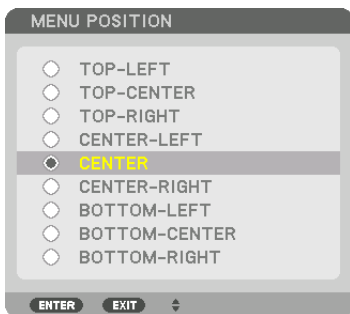 MENU POSITION
TOP-LEFT
TOP-CENTER
TOP-RIGHT
CENTER-LEFT
CENTER
CENTER-RIGHT
BOTTOM-LEFT
BOTTOM-CENTER
BOTTOM-RIGHT
ENTER EXIT